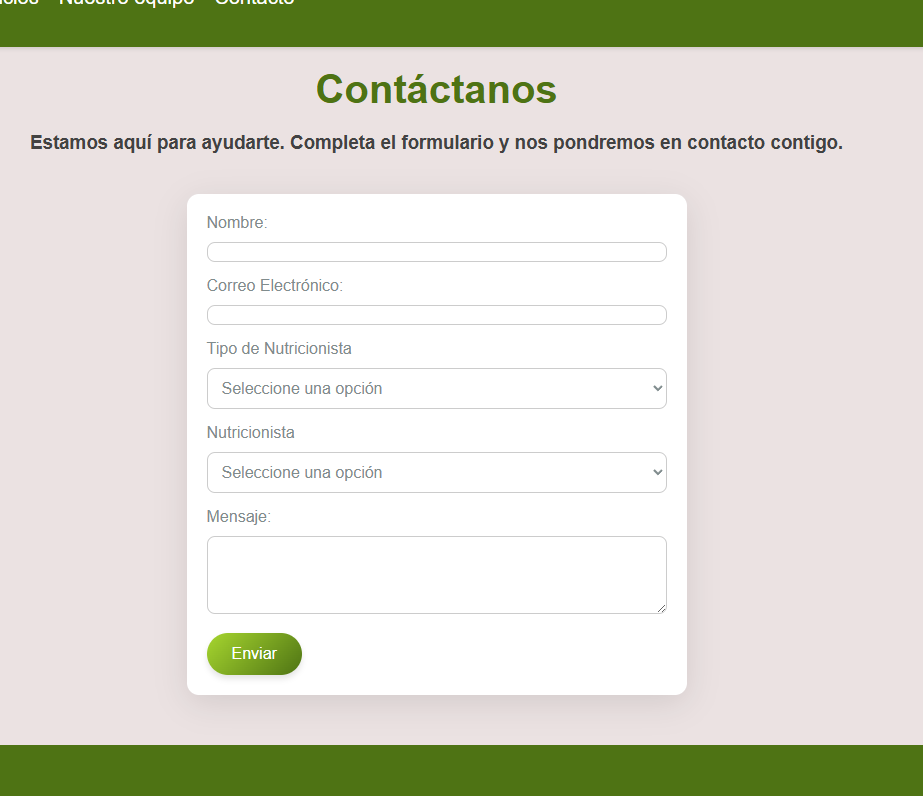 Nuestro equipo Contacto
Contáctanos
Estamos aquí para ayudarte. Completa el formulario y nos pondremos en contacto contigo.
Nombre:
Correo Electrónico:
Tipo de Nutricionista
Seleccione una opción
Nutricionista
Seleccione una opción
Mensaje:
Enviar